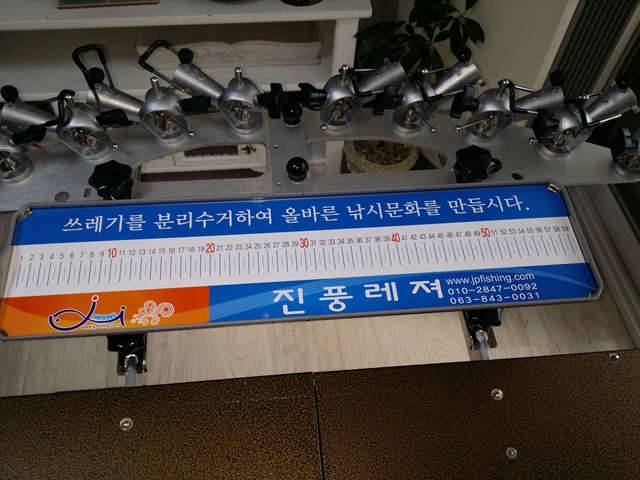 쓰레기를 분리수거하여 올바른 낚시문화를 만듭시다.
1 2 3 4 5 6 7 8 9 10 11 12 13 14 15 16 17 18 19 20 21 22 23 24 25 26 27 28 29 30 31 32 33 34 35 36 37 38 39 40 41 42 43 44 45 46 47 48 49 50 51 52 53 54 55 56 57 58 59
진풍레져
www.jpfishing.com
010-2847-0092
063-843-0031